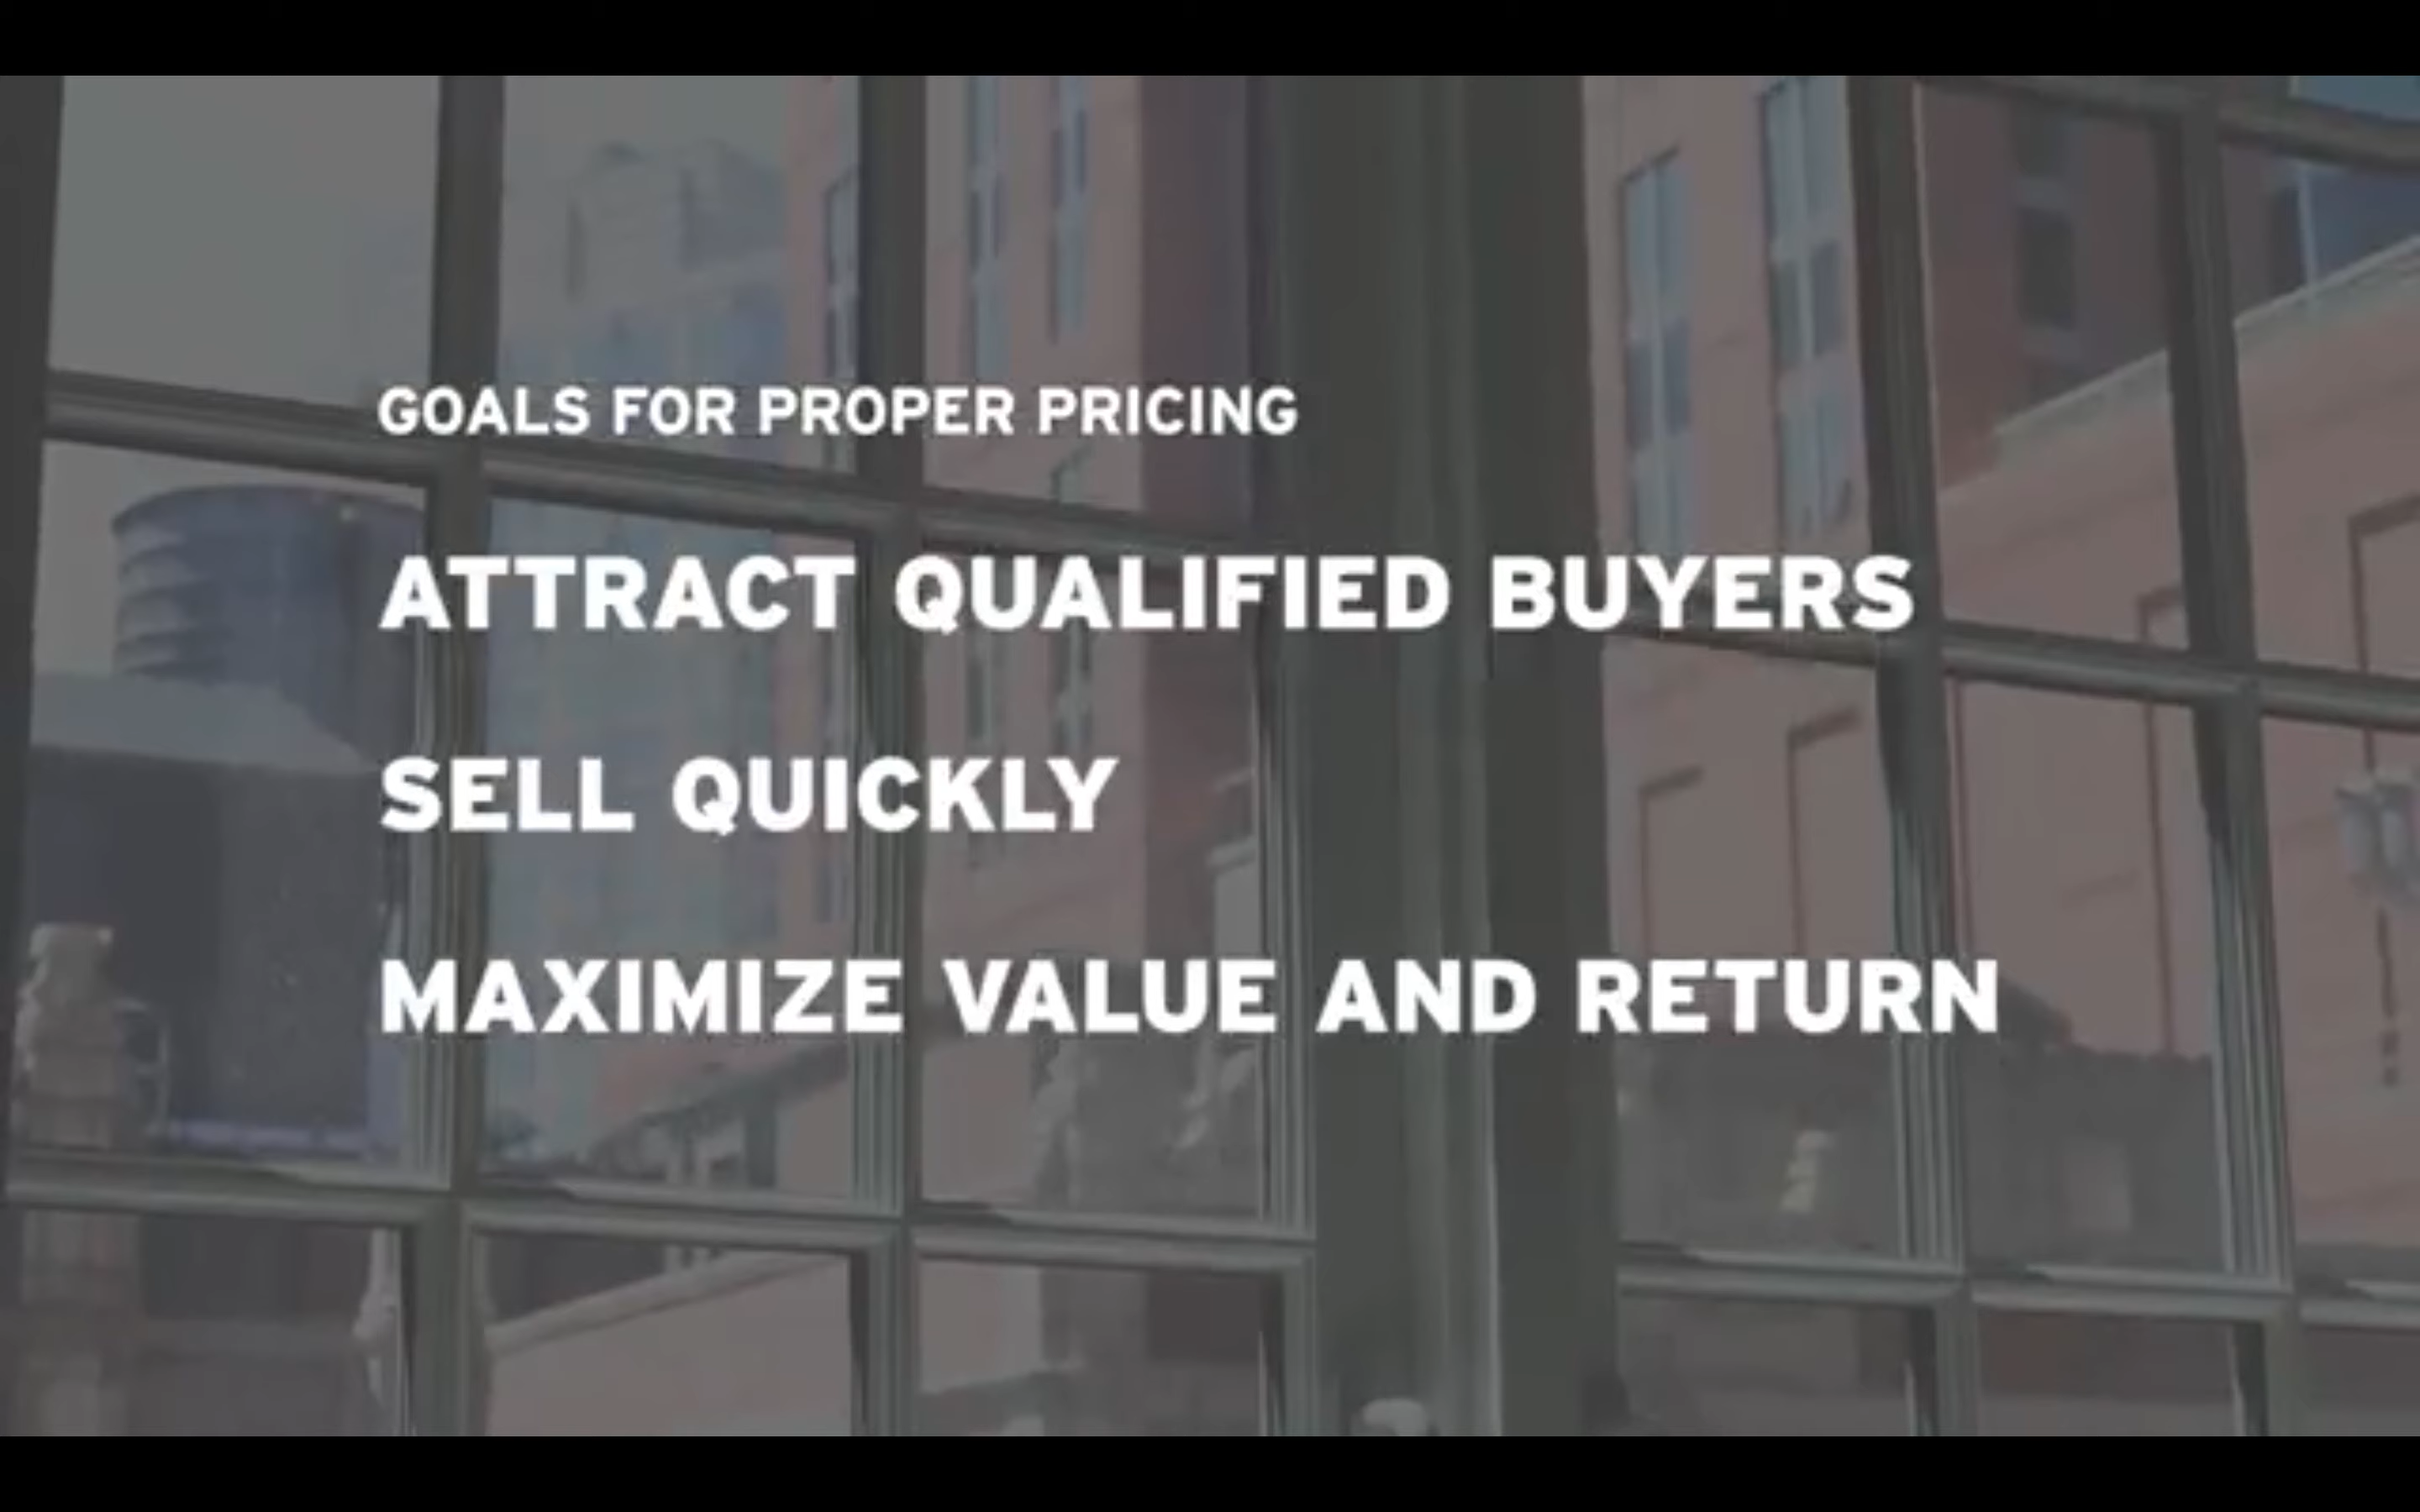 GOALS FOR PROPER PRICING
ATTRACT QUALIFIED BUYERS
SELL QUICKLY
MAXIMIZE VALUE AND RETURN